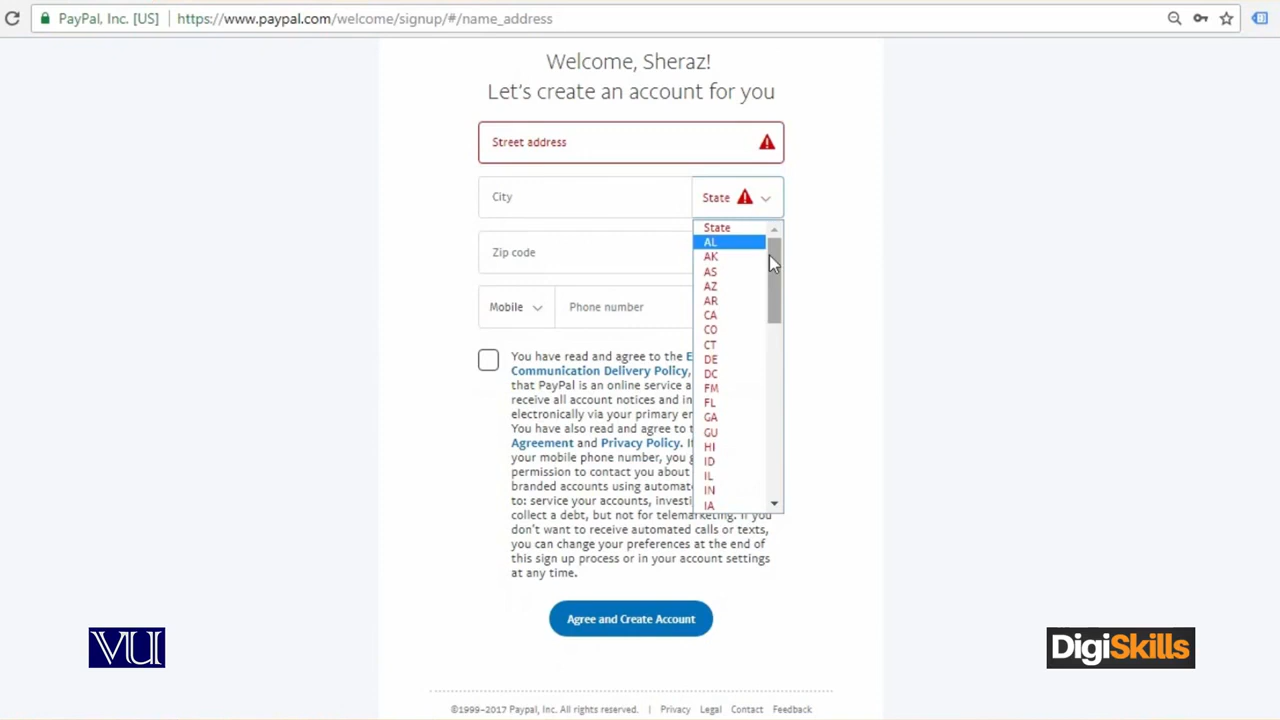 PayPal, Inc. [US] https://www.paypal.com/welcome/signup/#/name_address
Welcome, Sheraz!
Let's create an account for you
Street address
City
State
Zip code
Mobile
Phone number
State
AL
AK
AS
AZ
AR
CA
CO
CT
DE
DC
FM
FL
GA
GU
HI
ID
IL
IN
IA
You have read and agree to the E
Communication Delivery Policy,
that PayPal is an online service a
receive all account notices and in
electronically via your primary e
You have also read and agree to t
Agreement and Privacy Policy. I
your mobile phone number, you g
permission to contact you about
branded accounts using automat
to: service your accounts, investi
collect a debt, but not for telemarketing. If you
don't want to receive automated calls or texts,
you can change your preferences at the end of
this sign up process or in your account settings
at any time.
Agree and Create Account
VU
DigiSkills
©1999–2017 Paypal, Inc. All rights reserved. | Privacy Legal Contact Feedback